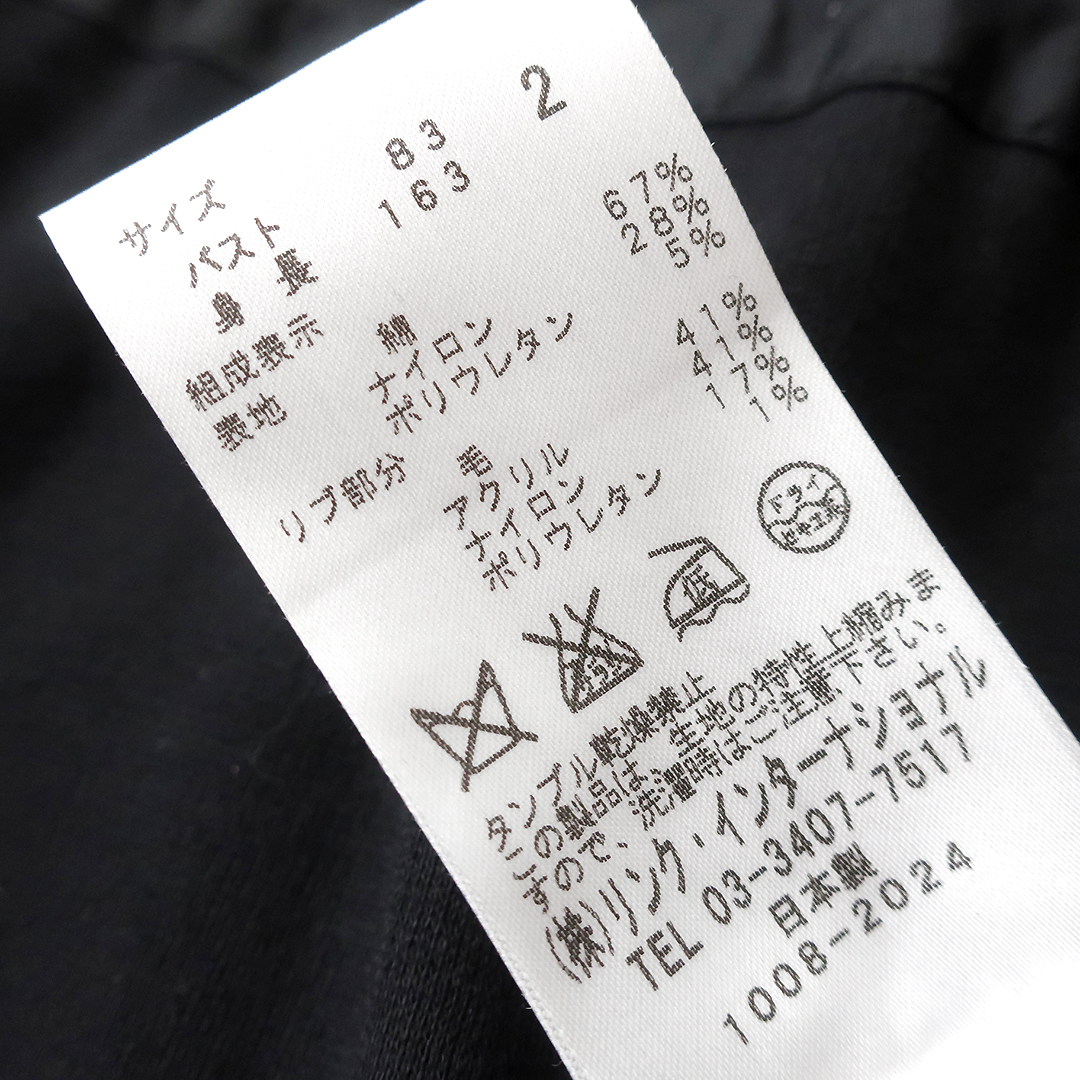 サイズ 2
バスト 83
身長 163
組成表示
表地 綿 67%
ナイロン 28%
ポリウレタン 5%
リブ部分 毛 41%
アクリル 41%
ナイロン 17%
ポリウレタン 1%
低
ドライ
タンブル乾燥禁止
この製品は、生地の特性上縮みま
すので、洗濯時はご注意下さい。
(株)リンク・インターナショナル
TEL 03-3407-7517
日本製
1008-2024